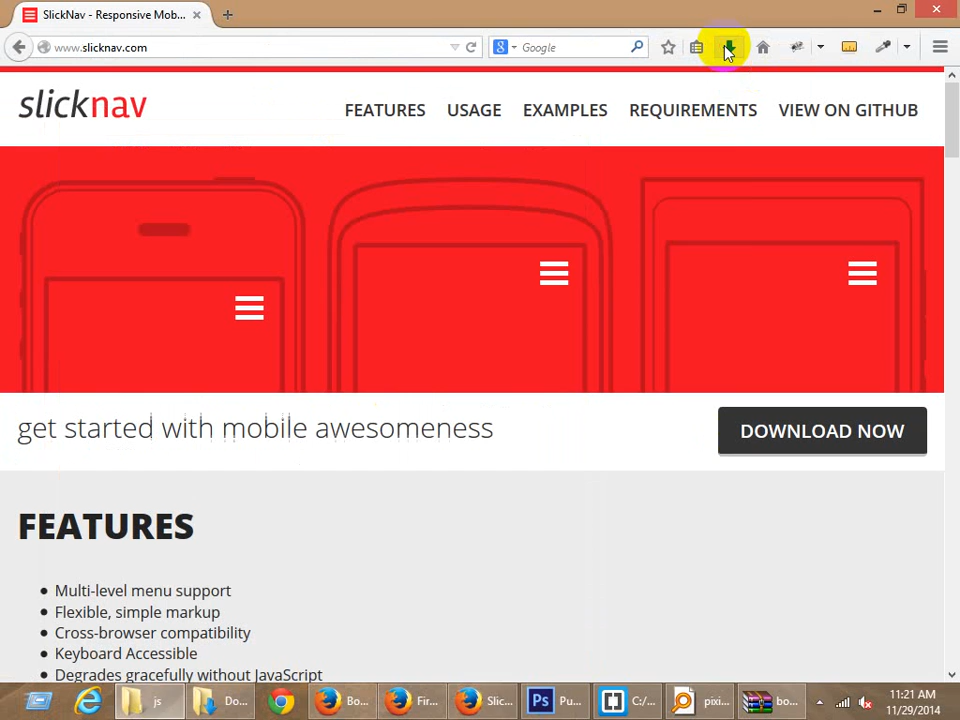 SlickNav - Responsive Mob...
www.slicknav.com
Google
slicknav
FEATURES USAGE EXAMPLES REQUIREMENTS VIEW ON GITHUB
get started with mobile awesomeness
DOWNLOAD NOW
FEATURES
Multi-level menu support
Flexible, simple markup
Cross-browser compatibility
Keyboard Accessible
Degrades gracefully without JavaScript
js Do... Bo... Fir... Slic... Ps Pu... C:/... pixi... bo...
11:21 AM
11/29/2014